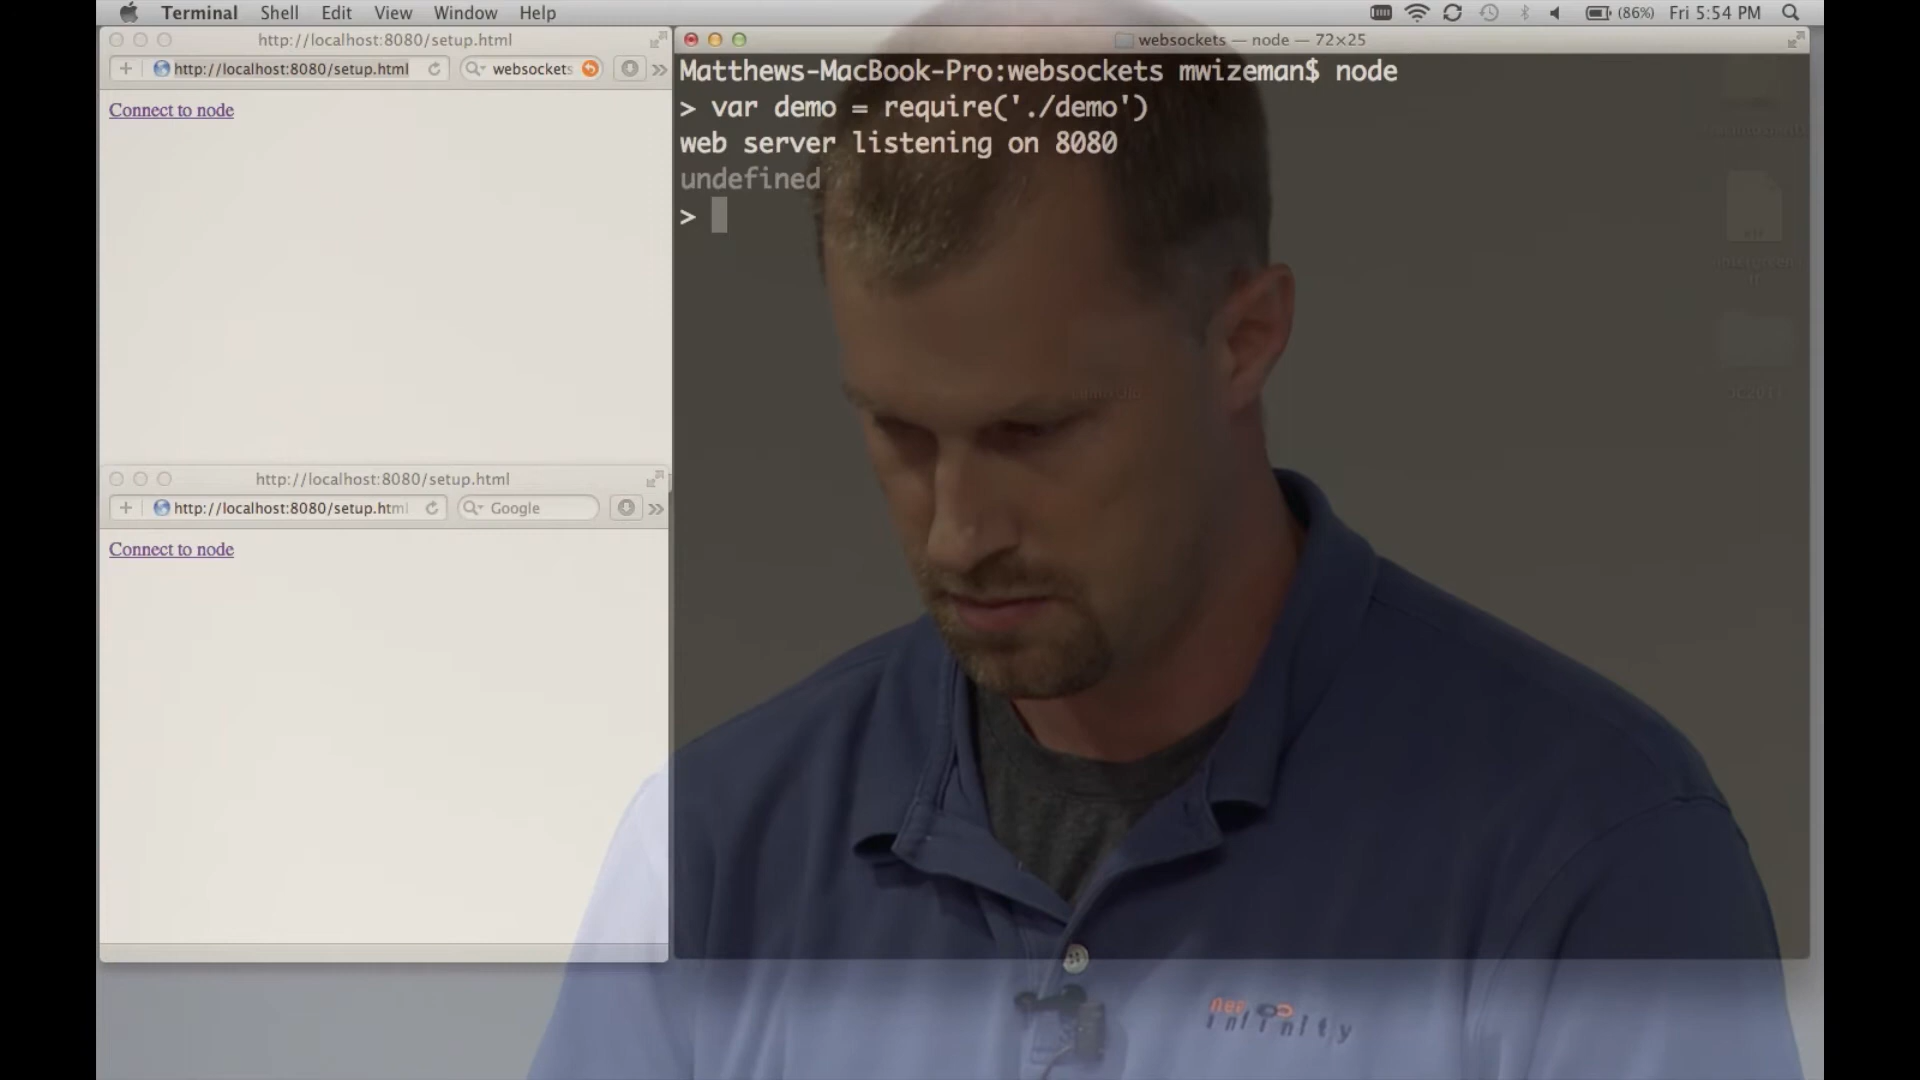 Terminal Shell Edit View Window Help (86%) Fri 5:54 PM
http://localhost:8080/setup.html
http://localhost:8080/setup.html websockets
Connect to node
http://localhost:8080/setup.html
http://localhost:8080/setup.html Google
Connect to node
websockets — node — 72×25
Matthews-MacBook-Pro:websockets mwizeman$ node
> var demo = require('./demo')
web server listening on 8080
undefined
>
infinity